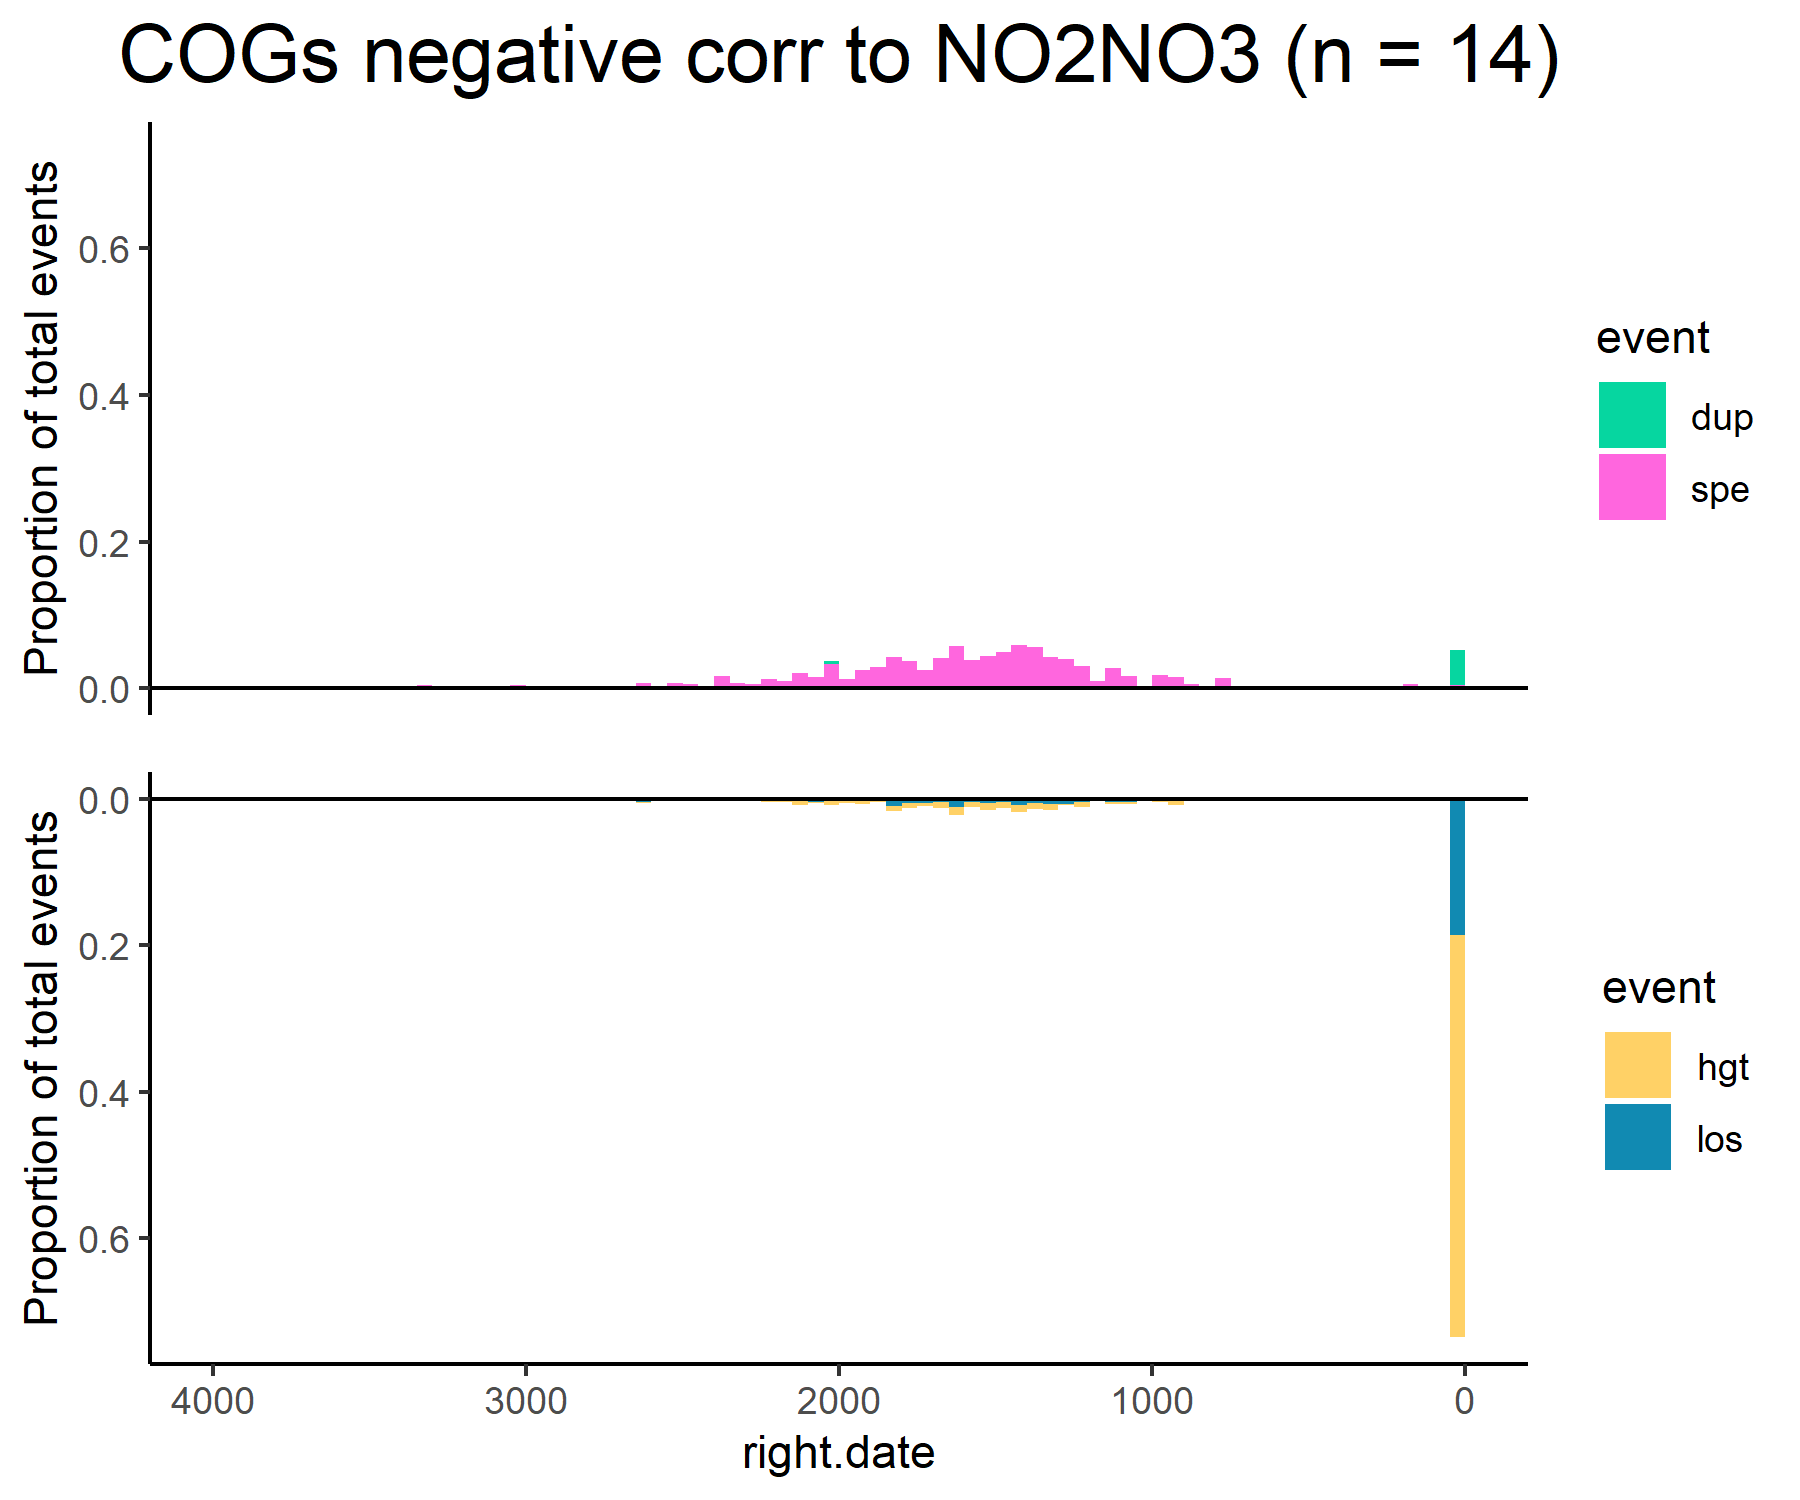 COGs negative corr to NO2NO3 (n = 14)
Proportion of total events
0.6
0.4
0.2
0.0
event
dup
spe
Proportion of total events
0.0
0.2
0.4
0.6
event
hgt
los
4000 3000 2000 1000 0
right.date